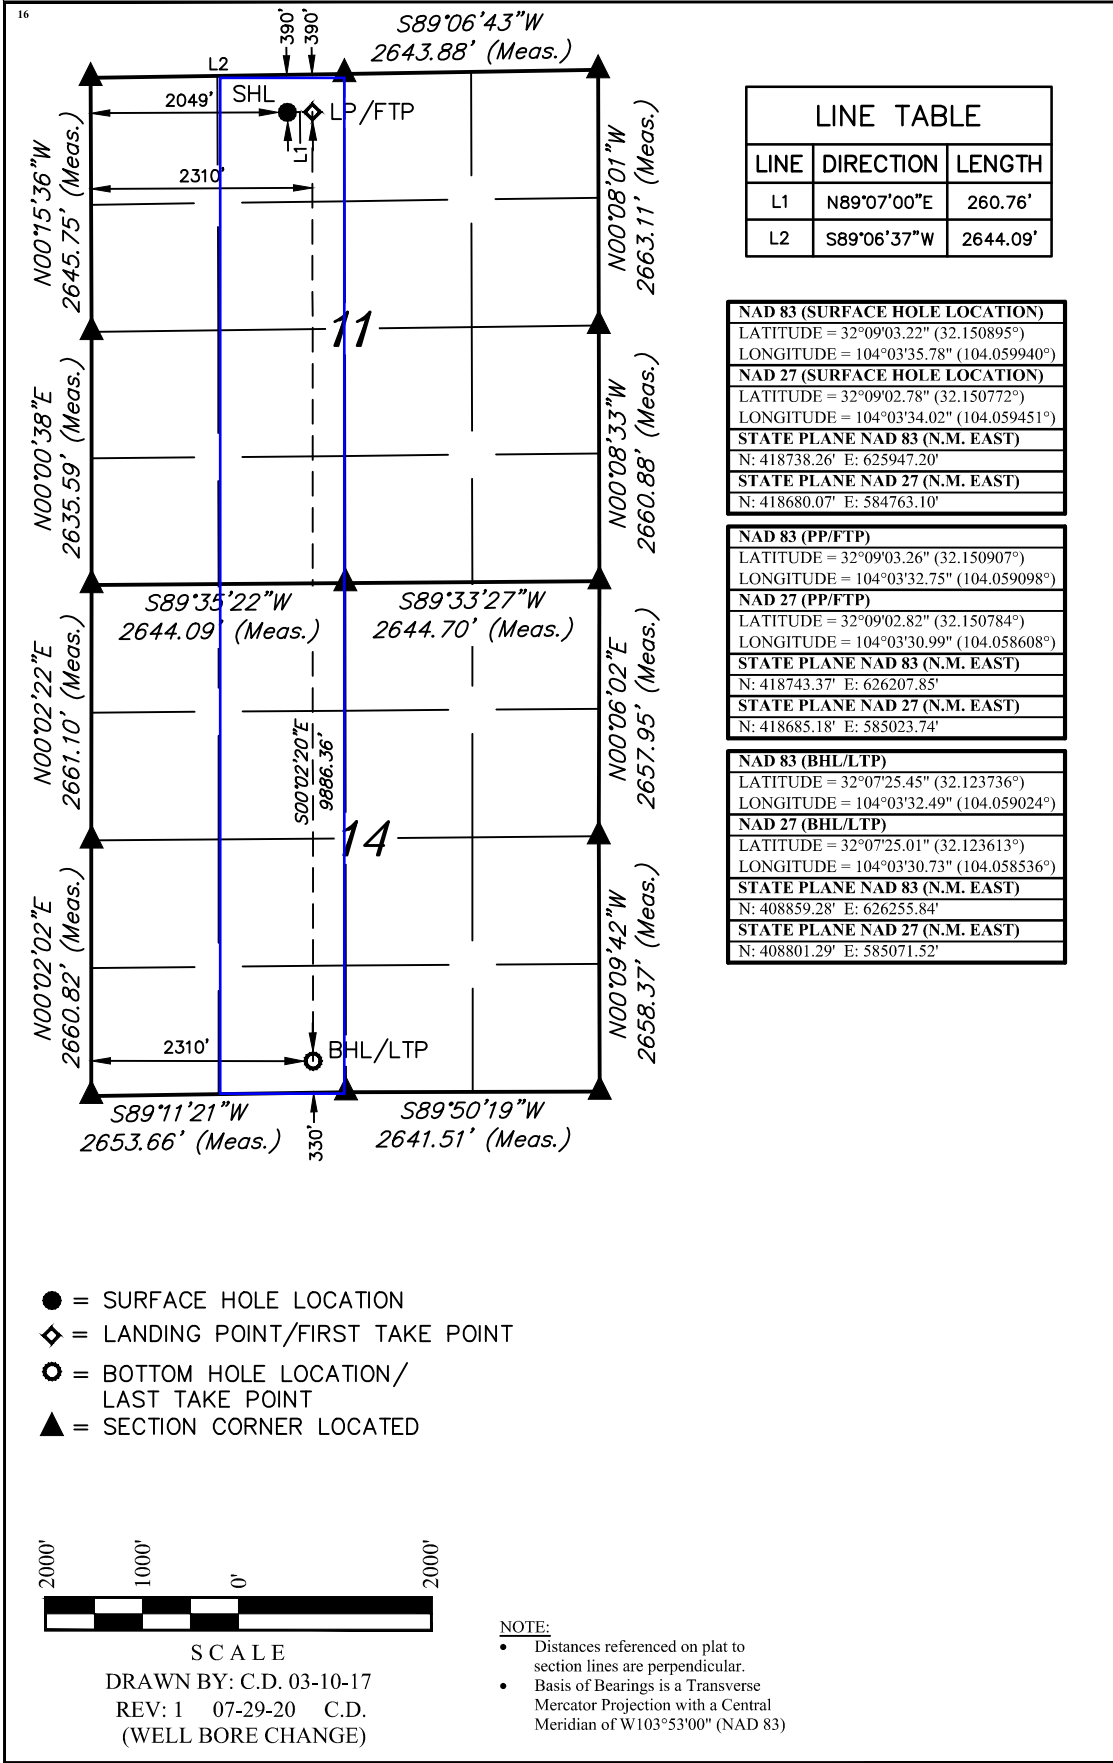 16
390'
390'
S89°06'43"W
2643.88' (Meas.)
L2
2049'
SHL
LP/FTP
L1
2310'
N00°15'36"W
2645.75' (Meas.)
N00°08'01"W
2663.11' (Meas.)
11
N00°00'38"E
2635.59' (Meas.)
N00°08'33"W
2660.88' (Meas.)
S89°35'22"W
2644.09' (Meas.)
S89°33'27"W
2644.70' (Meas.)
N00°02'22"E
2661.10' (Meas.)
S00°02'20"E
9886.36'
N00°06'02"E
2657.95' (Meas.)
14
N00°02'02"E
2660.82' (Meas.)
N00°09'42"W
2658.37' (Meas.)
2310'
BHL/LTP
S89°11'21"W
2653.66' (Meas.)
330'
S89°50'19"W
2641.51' (Meas.)
LINE TABLE
LINE DIRECTION LENGTH
L1 N89°07'00"E 260.76'
L2 S89°06'37"W 2644.09'
NAD 83 (SURFACE HOLE LOCATION)
LATITUDE = 32°09'03.22" (32.150895°)
LONGITUDE = 104°03'35.78" (104.059940°)
NAD 27 (SURFACE HOLE LOCATION)
LATITUDE = 32°09'02.78" (32.150772°)
LONGITUDE = 104°03'34.02" (104.059451°)
STATE PLANE NAD 83 (N.M. EAST)
N: 418738.26' E: 625947.20'
STATE PLANE NAD 27 (N.M. EAST)
N: 418680.07' E: 584763.10'
NAD 83 (PP/FTP)
LATITUDE = 32°09'03.26" (32.150907°)
LONGITUDE = 104°03'32.75" (104.059098°)
NAD 27 (PP/FTP)
LATITUDE = 32°09'02.82" (32.150784°)
LONGITUDE = 104°03'30.99" (104.058608°)
STATE PLANE NAD 83 (N.M. EAST)
N: 418743.37' E: 626207.85'
STATE PLANE NAD 27 (N.M. EAST)
N: 418685.18' E: 585023.74'
NAD 83 (BHL/LTP)
LATITUDE = 32°07'25.45" (32.123736°)
LONGITUDE = 104°03'32.49" (104.059024°)
NAD 27 (BHL/LTP)
LATITUDE = 32°07'25.01" (32.123613°)
LONGITUDE = 104°03'30.73" (104.058536°)
STATE PLANE NAD 83 (N.M. EAST)
N: 408859.28' E: 626255.84'
STATE PLANE NAD 27 (N.M. EAST)
N: 408801.29' E: 585071.52'
= SURFACE HOLE LOCATION
= LANDING POINT/FIRST TAKE POINT
= BOTTOM HOLE LOCATION/
LAST TAKE POINT
= SECTION CORNER LOCATED
2000' 1000' 0' 2000'
SCALE
DRAWN BY: C.D. 03-10-17
REV: 1 07-29-20 C.D.
(WELL BORE CHANGE)
NOTE:
• Distances referenced on plat to
section lines are perpendicular.
• Basis of Bearings is a Transverse
Mercator Projection with a Central
Meridian of W103°53'00" (NAD 83)